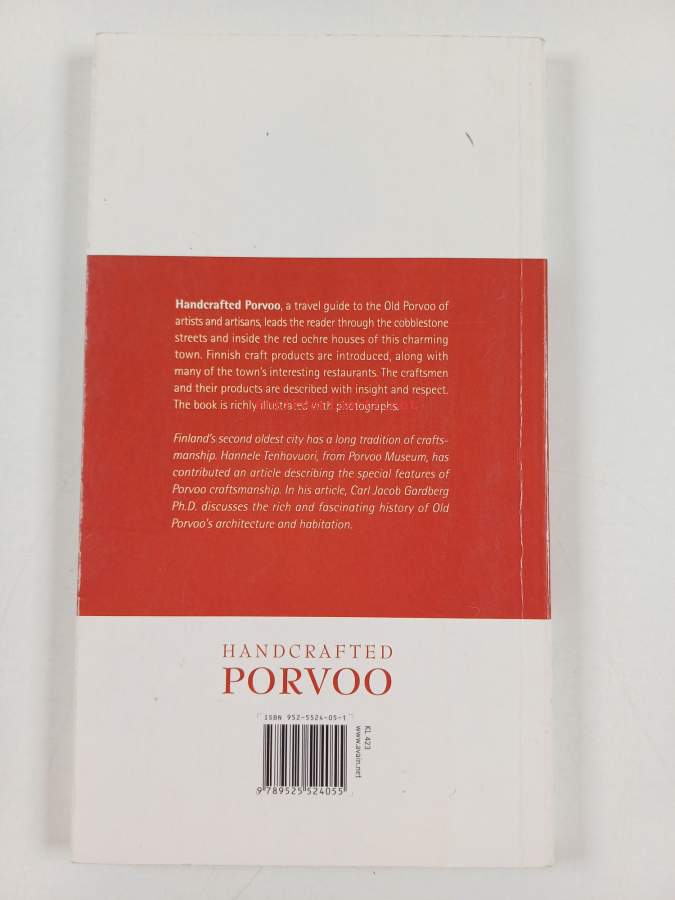 Handcrafted Porvoo, a travel guide to the Old Porvoo of
artists and artisans, leads the reader through the cobblestone
streets and inside the red ochre houses of this charming
town. Finnish craft products are introduced, along with
many of the town's interesting restaurants. The craftsmen
and their products are described with insight and respect.
The book is richly illustrated with photographs.
Finland's second oldest city has a long tradition of crafts-
manship. Hannele Tenhovuori, from Porvoo Museum, has
contributed an article describing the special features of
Porvoo craftsmanship. In his article, Carl Jacob Gardberg
Ph.D. discusses the rich and fascinating history of Old
Porvoo's architecture and habitation.
HANDCRAFTED
PORVOO
ISBN 952-5524-05-1
KL 423
www.avain.net
9 789525 524055